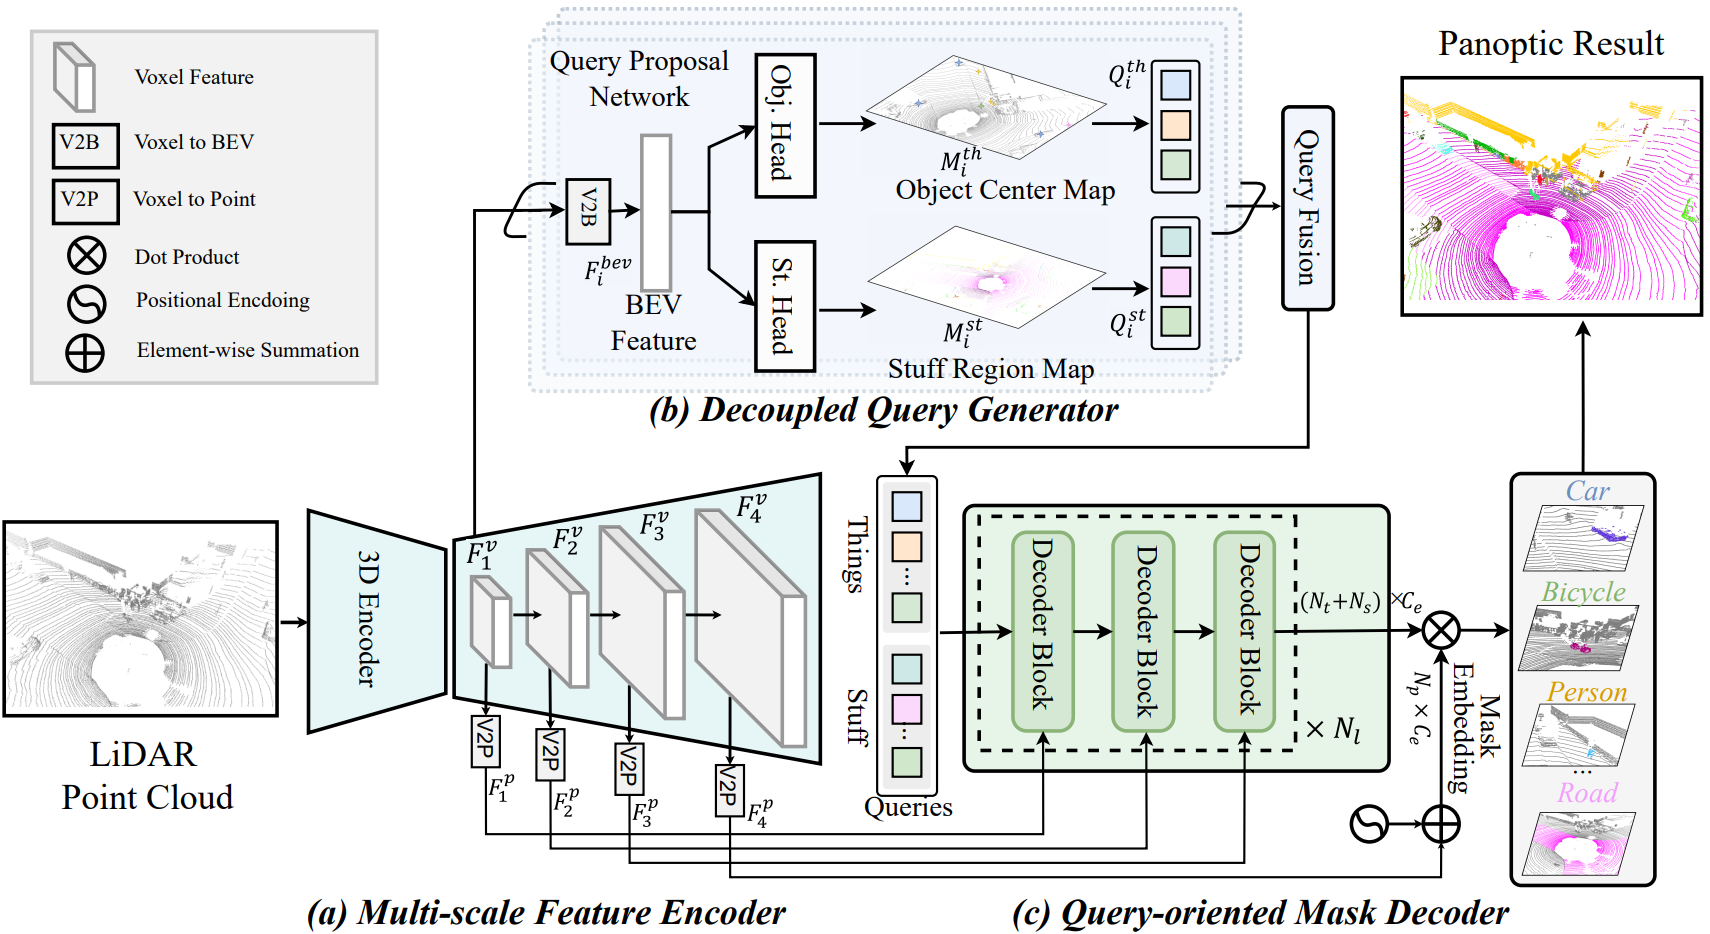 Voxel Feature
V2B
Voxel to BEV
V2P
Voxel to Point
Dot Product
Positional Encdoing
Element-wise Summation
Query Proposal
Network
V2B
F_i^{bev}
BEV
Feature
Obj. Head
St. Head
M_i^{th}
Object Center Map
M_i^{st}
Stuff Region Map
Q_i^{th}
Q_i^{st}
Query Fusion
(b) Decoupled Query Generator
Panoptic Result
LiDAR
Point Cloud
3D Encoder
F_1^v
F_2^v
F_3^v
F_4^v
V2P
V2P
V2P
V2P
F_1^p
F_2^p
F_3^p
F_4^p
(a) Multi-scale Feature Encoder
Things
...
Stuff
...
Queries
Decoder Block
Decoder Block
Decoder Block
× N_l
(N_t+N_s) ×C_e
N_p × C_e
Mask
Embedding
(c) Query-oriented Mask Decoder
Car
Bicycle
Person
...
Road